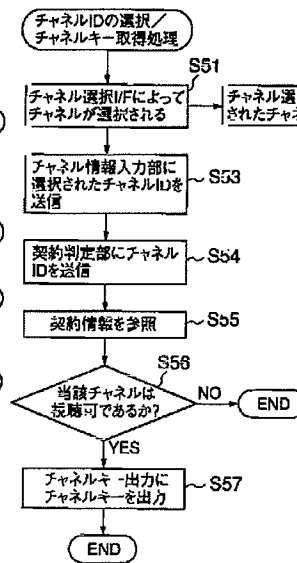 チャネルIDの選択/
チャネルキー取得処理
S51
チャネル選択I/Fによって
チャネルが選択される
チャネル選
されたチャネ
チャネル情報入力部に
選択されたチャネルIDを
送信
S53
契約判定部にチャネル
IDを送信
S54
契約情報を参照
S55
S56
当該チャネルは
視聴可であるか?
NO
END
YES
チャネルキー出力に
チャネルキーを出力
S57
END